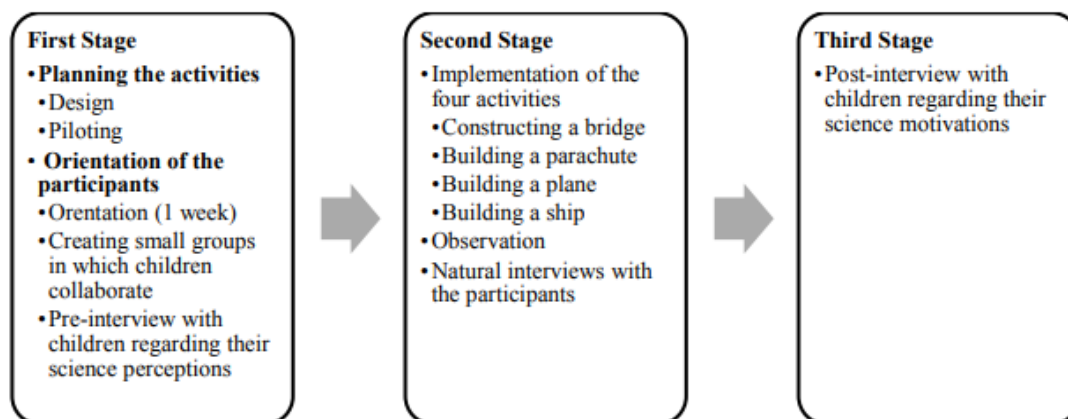 First Stage
•Planning the activities
•Design
•Piloting
• Orientation of the
participants
•Orentation (1 week)
•Creating small groups
in which children
collaborate
•Pre-interview with
children regarding their
science perceptions
Second Stage
•Implementation of the
four activities
•Constructing a bridge
•Building a parachute
•Building a plane
•Building a ship
•Observation
•Natural interviews with
the participants
Third Stage
•Post-interview with
children regarding their
science motivations